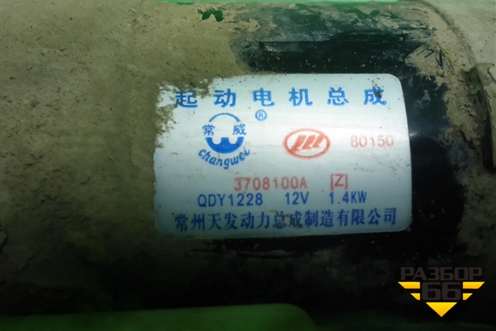 起动电机总成
常威
®
changwei
80150
3708100A [Z]
QDY1228 12V 1.4KW
常州天发动力总成制造有限公司
РАЗБОР
66